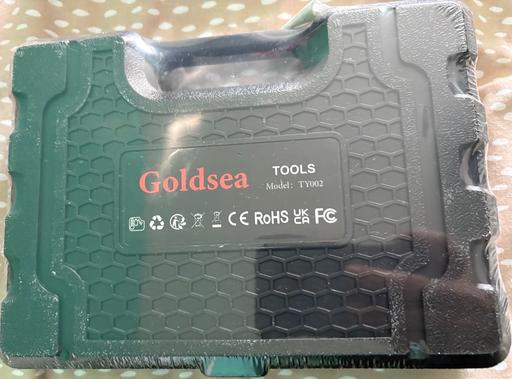 Goldsea
TOOLS
Model: TY002
CE RoHS UK CA FC